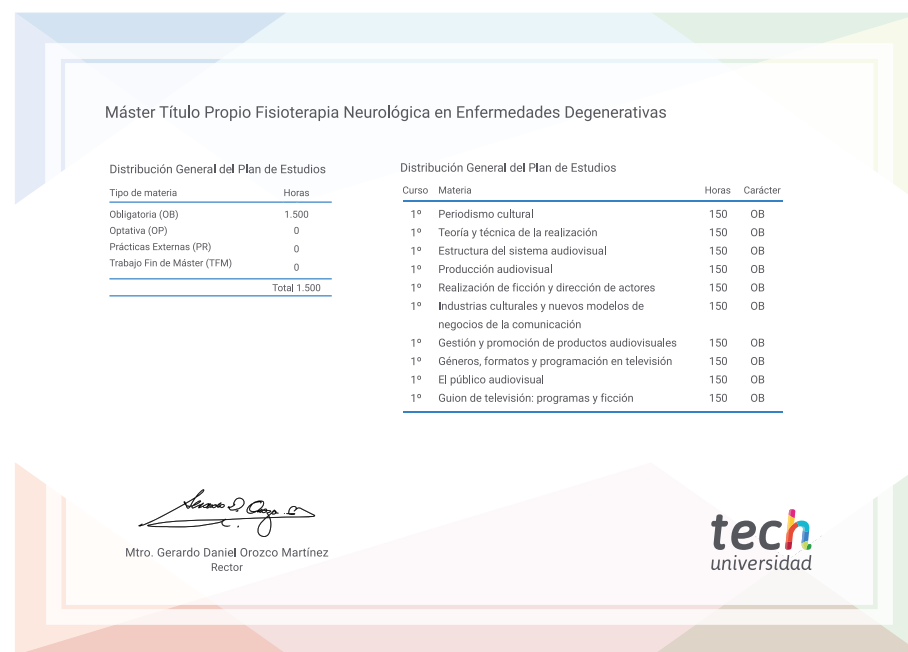 Máster Título Propio Fisioterapia Neurológica en Enfermedades Degenerativas
Distribución General del Plan de Estudios
Tipo de materia Horas
Obligatoria (OB) 1.500
Optativa (OP) 0
Prácticas Externas (PR) 0
Trabajo Fin de Máster (TFM) 0
Total 1.500
Distribución General del Plan de Estudios
Curso Materia Horas Carácter
1º Periodismo cultural 150 OB
1º Teoría y técnica de la realización 150 OB
1º Estructura del sistema audiovisual 150 OB
1º Producción audiovisual 150 OB
1º Realización de ficción y dirección de actores 150 OB
1º Industrias culturales y nuevos modelos de 150 OB
negocios de la comunicación
1º Gestión y promoción de productos audiovisuales 150 OB
1º Géneros, formatos y programación en televisión 150 OB
1º El público audiovisual 150 OB
1º Guion de televisión: programas y ficción 150 OB
Mtro. Gerardo Daniel Orozco Martínez
Rector
tech
universidad